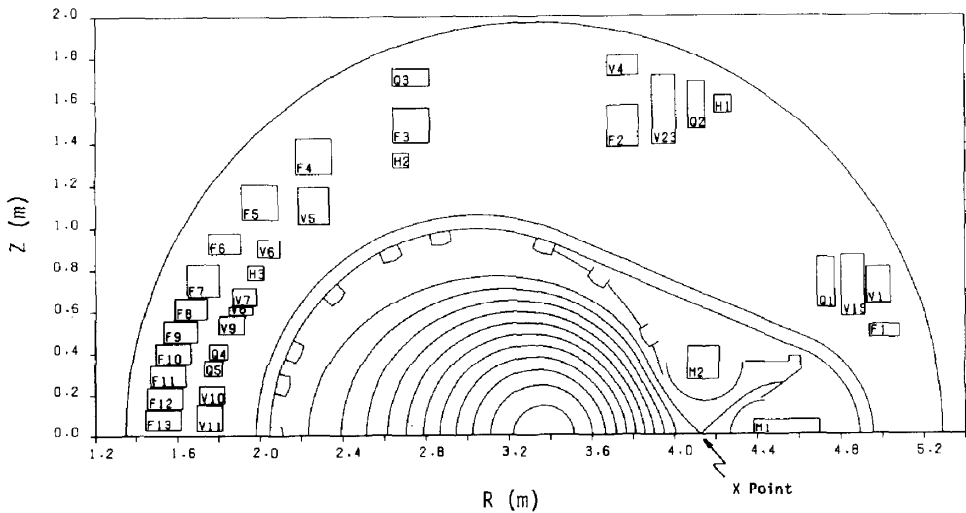 2.0
1.8
1.6
1.4
1.2
1.0
0.8
0.6
0.4
0.2
0.0
Z (m)
Q3
V4
F3
F2
V23
Q2
H1
H2
F4
F5
V5
F6
V6
H3
F7
V7
V8
F8
V9
F9
Q4
F10
Q5
F11
V10
F12
V11
F13
Q1
V19
V1
F1
M2
M1
1.2 1.6 2.0 2.4 2.8 3.2 3.6 4.0 4.4 4.8 5.2
X Point
R (m)